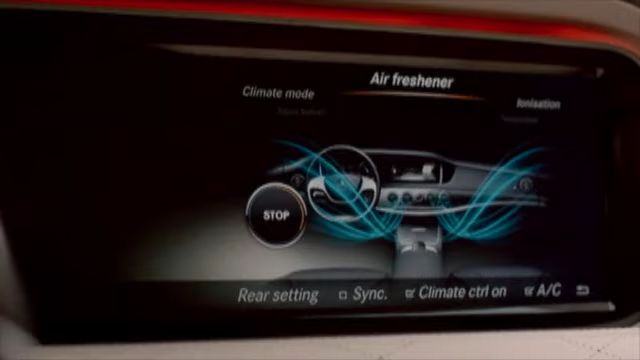 Air freshener
Climate mode
Ionisation
STOP
Rear setting Sync. Climate ctrl on A/C